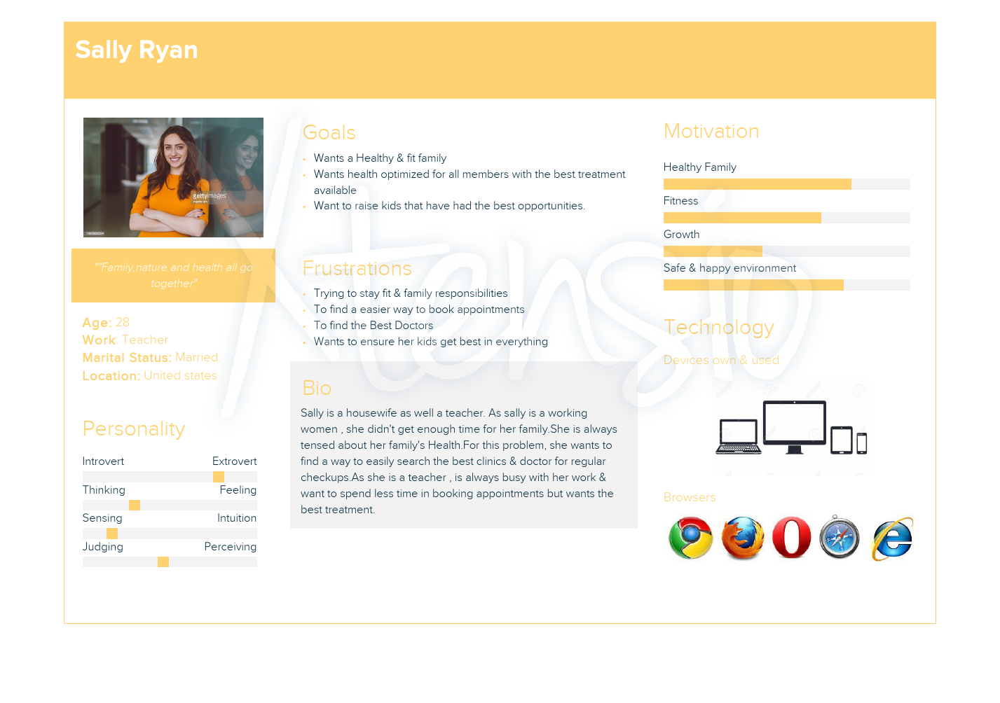 Sally Ryan
gettyimages
1300806094
""Family,nature and health all go
together"
Age: 28
Work: Teacher
Marital Status: Married.
Location: United states
Personality
Introvert Extrovert
Thinking Feeling
Sensing Intuition
Judging Perceiving
Goals
Wants a Healthy & fit family
Wants health optimized for all members with the best treatment
available
Want to raise kids that have had the best opportunities.
Frustrations
Trying to stay fit & family responsibilities
To find a easier way to book appointments
To find the Best Doctors
Wants to ensure her kids get best in everything
Bio
Sally is a housewife as well a teacher. As sally is a working
women , she didn't get enough time for her family.She is always
tensed about her family's Health.For this problem, she wants to
find a way to easily search the best clinics & doctor for regular
checkups.As she is a teacher , is always busy with her work &
want to spend less time in booking appointments but wants the
best treatment.
Motivation
Healthy Family
Fitness
Growth
Safe & happy environment
Technology
Devices own & used
Browsers
Xtensio